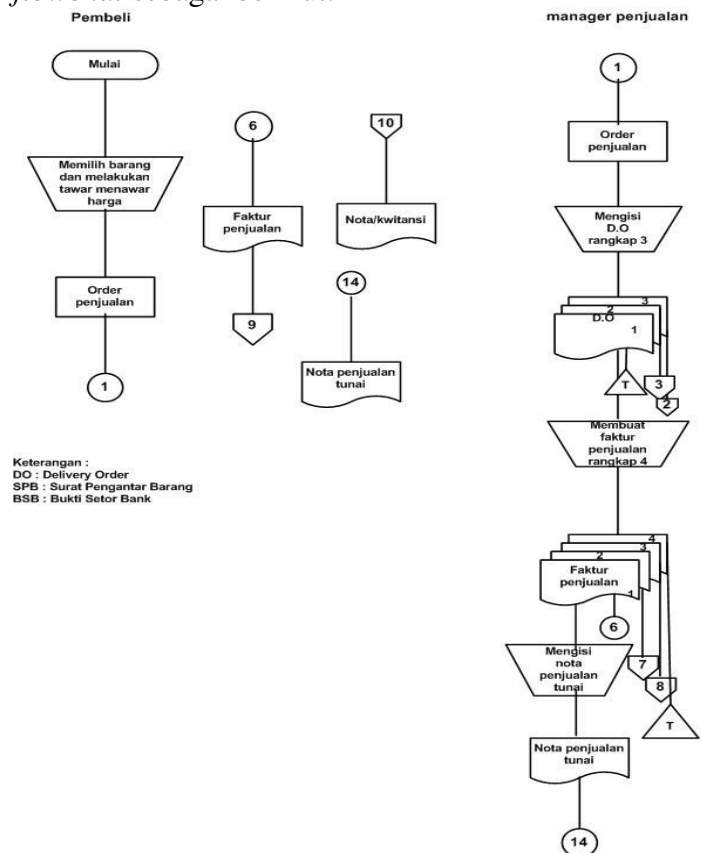 flowchart sebagai berikut:
Pembeli
Mulai
Memilih barang
dan melakukan
tawar menawar
harga
Order
penjualan
1
6
Faktur
penjualan
9
10
Nota/kwitansi
14
Nota penjualan
tunai
Keterangan :
DO : Delivery Order
SPB : Surat Pengantar Barang
BSB : Bukti Setor Bank
manager penjualan
1
Order
penjualan
Mengisi
D.O
rangkap 3
3
2
D.O
1
T
3
2
Membuat
faktur
penjualan
rangkap 4
4
3
2
Faktur
penjualan
1
6
7
8
T
Mengisi
nota
penjualan
tunai
Nota penjualan
tunai
14